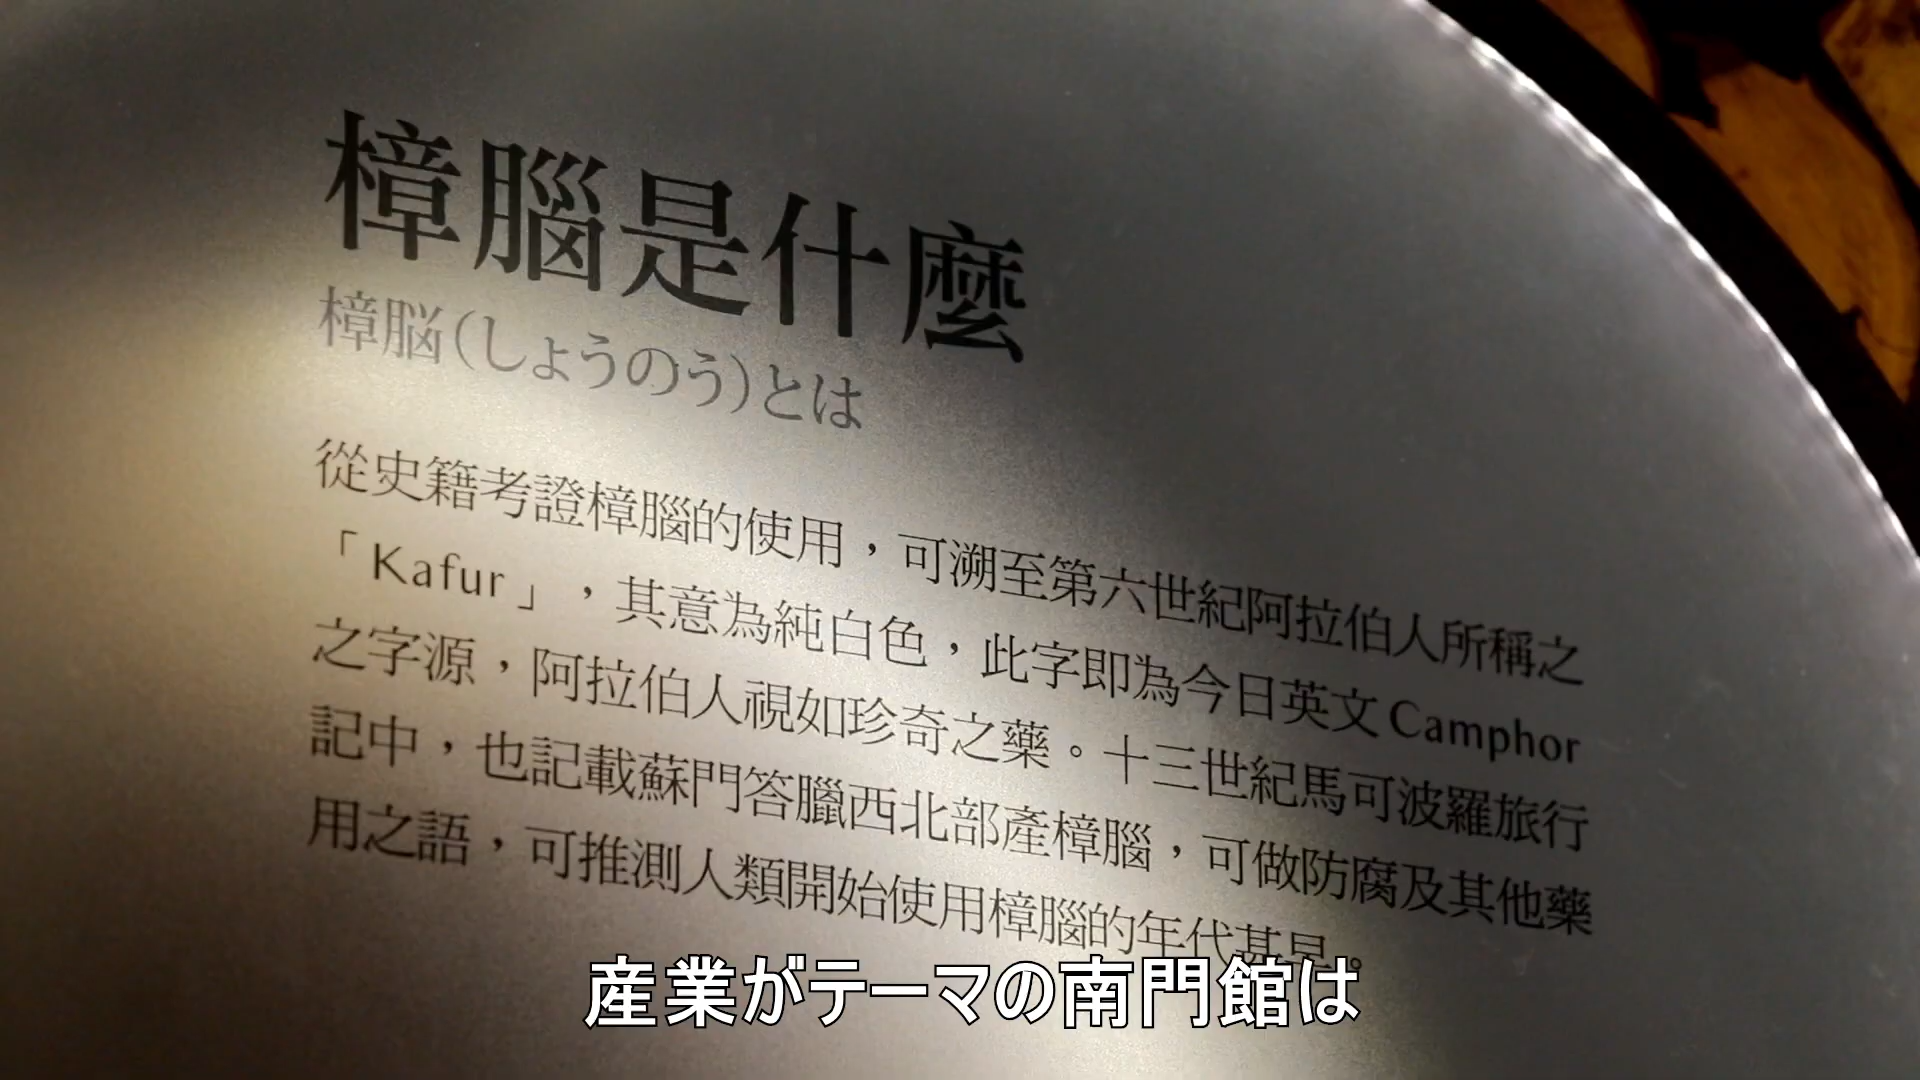 樟腦是什麼
樟脳（しょうのう）とは
從史籍考證樟腦的使用，可溯至第六世紀阿拉伯人所稱之
「Kafur」，其意為純白色，此字即為今日英文Camphor
之字源，阿拉伯人視如珍奇之藥。十三世紀馬可波羅旅行
記中，也記載蘇門答臘西北部產樟腦，可做防腐及其他藥
用之語，可推測人類開始使用樟腦的年代甚早。
産業がテーマの南門館は